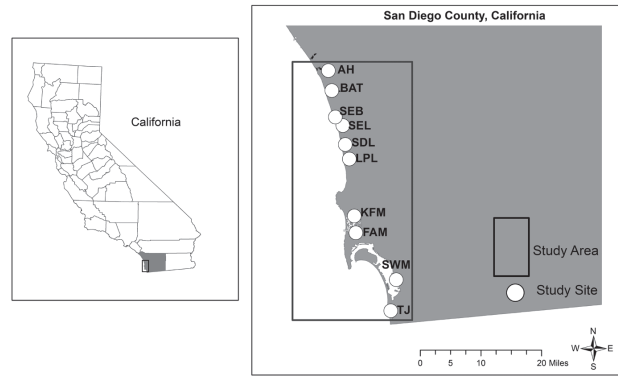 San Diego County, California
California
AH
BAT
SEB
SEL
SDL
LPL
KFM
FAM
SWM
TJ
Study Area
Study Site
N
W E
S
0 5 10 20 Miles